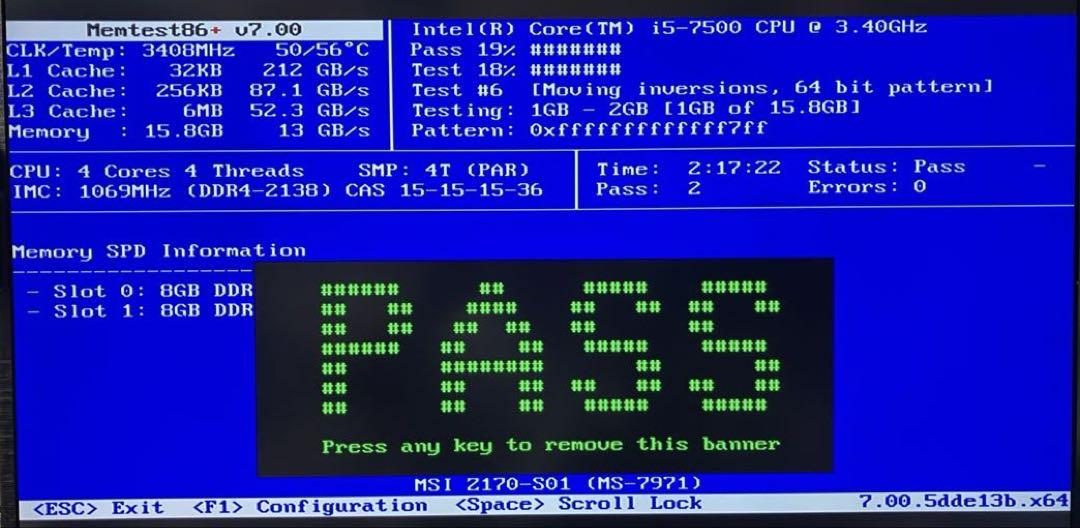 Memtest86+ v7.00
Intel(R) Core(TM) i5-7500 CPU @ 3.40GHz
CLK/Temp: 3408MHz 50/56°C
Pass 19% #######
L1 Cache: 32KB 212 GB/s
Test 18% #######
L2 Cache: 256KB 87.1 GB/s
Test #6 [Moving inversions, 64 bit pattern]
L3 Cache: 6MB 52.3 GB/s
Testing: 1GB - 2GB [1GB of 15.8GB]
Memory : 15.8GB 13 GB/s
Pattern: 0xfffffffffffff7ff
CPU: 4 Cores 4 Threads SMP: 4T (PAR)
Time: 2:17:22 Status: Pass -
IMC: 1069MHz (DDR4-2138) CAS 15-15-15-36
Pass: 2 Errors: 0
Memory SPD Information
- Slot 0: 8GB DDR
- Slot 1: 8GB DDR
PASS
Press any key to remove this banner
MSI Z170-S01 (MS-7971)
<ESC> Exit <F1> Configuration <Space> Scroll Lock 7.00.5dde13b.x64